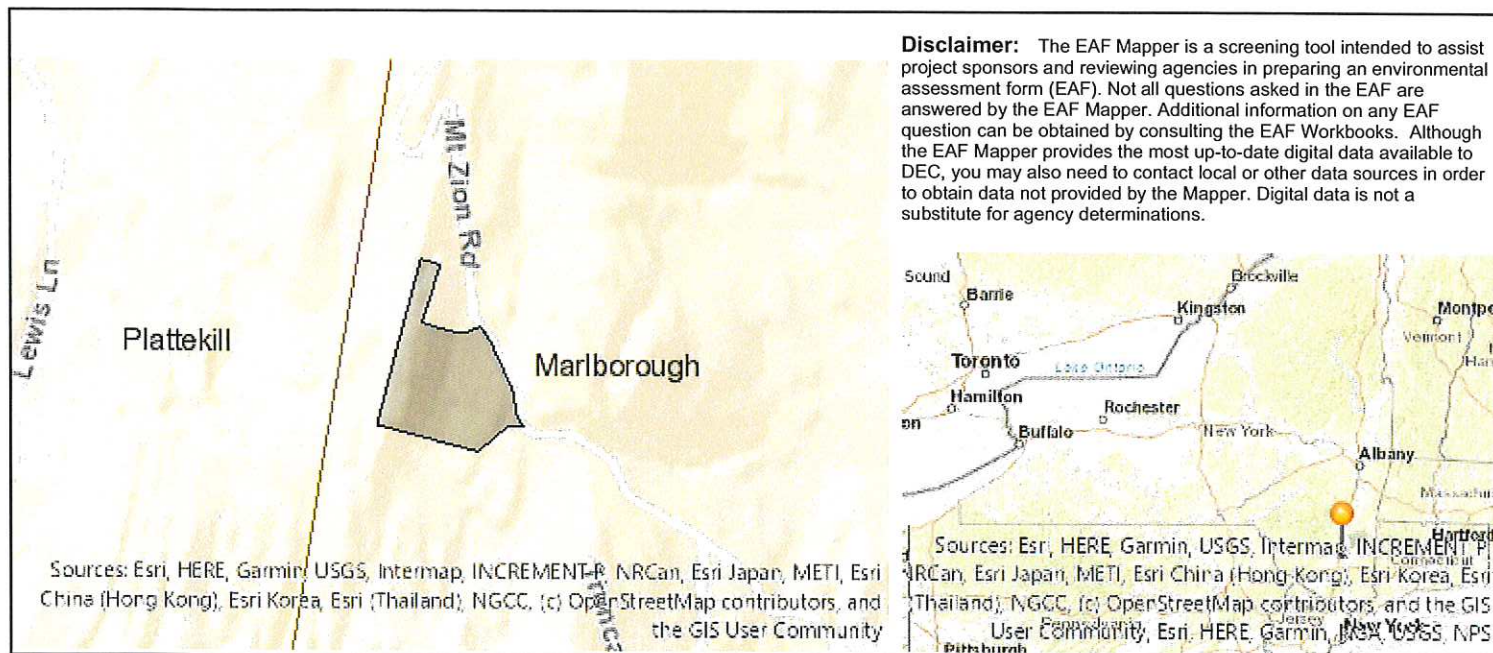 Disclaimer: The EAF Mapper is a screening tool intended to assist
project sponsors and reviewing agencies in preparing an environmental
assessment form (EAF). Not all questions asked in the EAF are
answered by the EAF Mapper. Additional information on any EAF
question can be obtained by consulting the EAF Workbooks. Although
the EAF Mapper provides the most up-to-date digital data available to
DEC, you may also need to contact local or other data sources in order
to obtain data not provided by the Mapper. Digital data is not a
substitute for agency determinations.
Mt Zion Rd
Lewis Ln
Plattekill
Marlborough
Sources: Esri, HERE, Garmin, USGS, Intermap, INCREMENT P, NRCan, Esri Japan, METI, Esri
China (Hong Kong), Esri Korea, Esri (Thailand), NGCC, (c) OpenStreetMap contributors, and
the GIS User Community
Sound
Barrie
Brockville
Kingston
Montpe
Vermont
Toronto
Lake Ontario
Hamilton
Rochester
on
Buffalo
New York
Albany
Massachus
Hartford
Connecticut
Sources: Esri, HERE, Garmin, USGS, Intermap, INCREMENT P,
NRCan, Esri Japan, METI, Esri China (Hong Kong), Esri Korea, Esri
(Thailand), NGCC, (c) OpenStreetMap contributors, and the GIS
User Community, Esri, HERE, Garmin, NGA, USGS, NPS
Pennsylvania
Jersey
New York
Pittsburgh